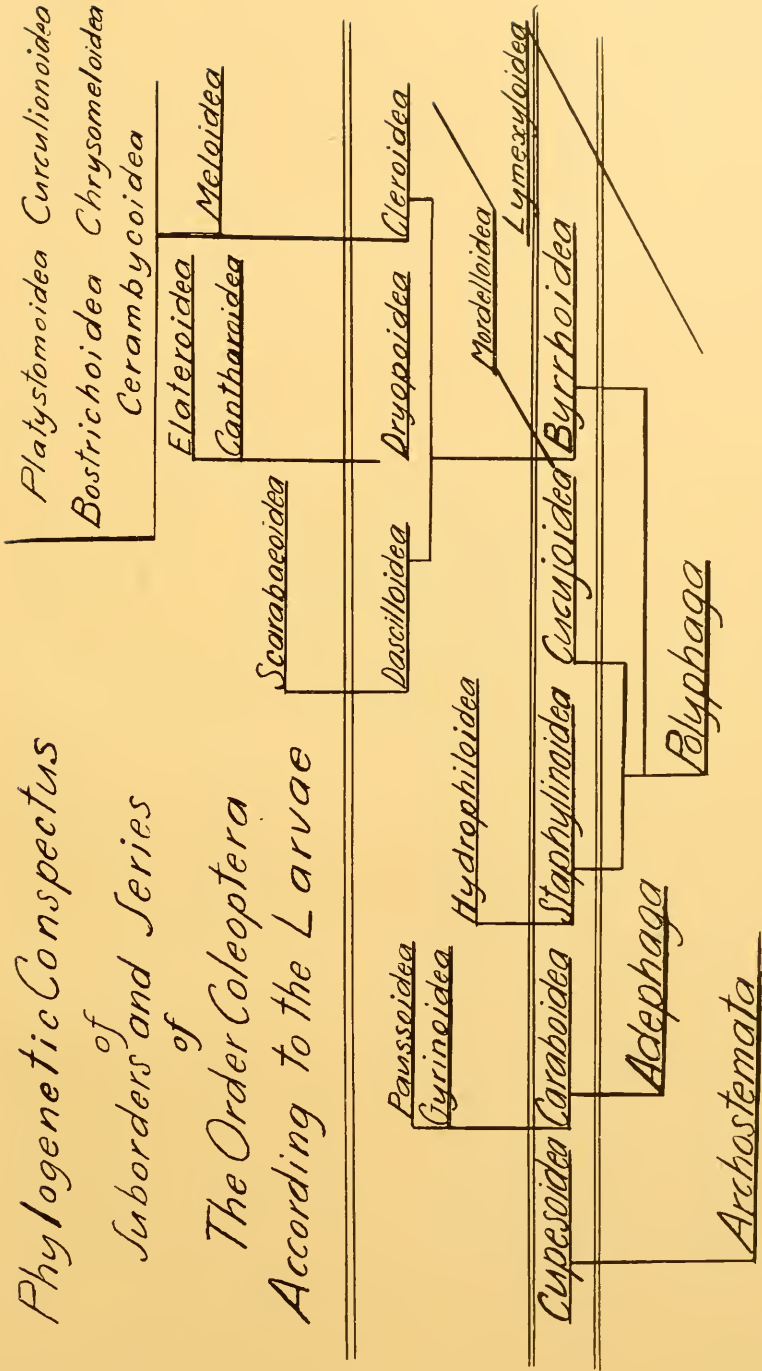 Phylogenetic Conspectus
of
Suborders and Series
of
The Order Coleoptera
According to the Larvae
Platystomoidea Curculionoidea
Bostrichoidea Chrysomeloidea
Cerambycoidea
Meloidea
Elateroidea
Cantharoidea
Scarabaeoidea
Dascilloidea
Dryopoidea
Cleroidea
Paussoidea
Gyrinoidea
Hydrophiloidea
Mordelloidea
Lymexyloidea
Cupesoidea
Caraboidea
Staphylinoidea
Cucujoidea
Byrrhoidea
Adephaga
Polyphaga
Archostemata